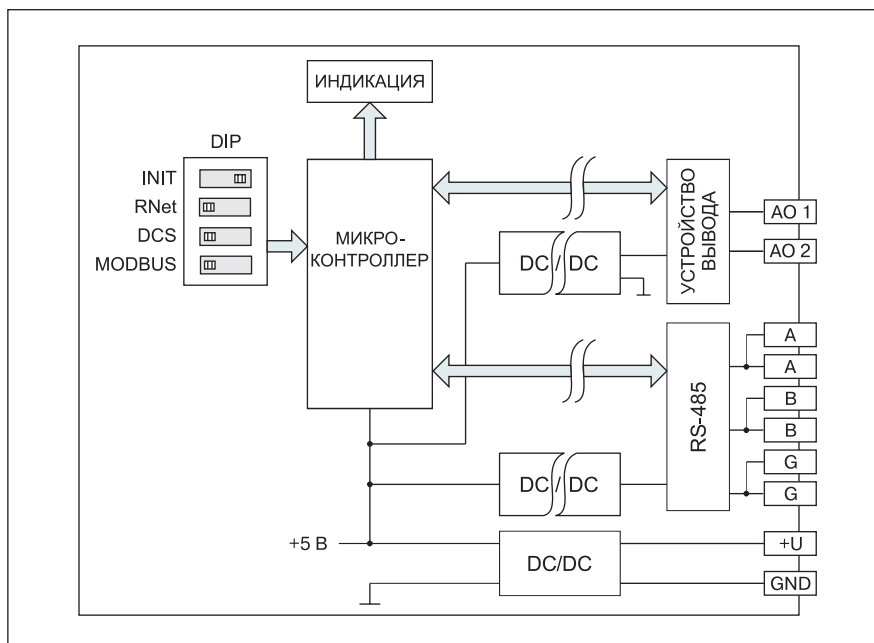 ИНДИКАЦИЯ
DIP
INIT
RNet
DCS
MODBUS
МИКРО-
КОНТРОЛЛЕР
DC / DC
УСТРОЙСТВО
ВЫВОДА
AO 1
AO 2
RS-485
A
A
B
B
G
G
DC / DC
+5 В
DC/DC
+U
GND